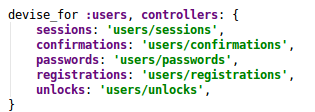 devise_for :users, controllers: {
    sessions: 'users/sessions',
    confirmations: 'users/confirmations',
    passwords: 'users/passwords',
    registrations: 'users/registrations',
    unlocks: 'users/unlocks',
}